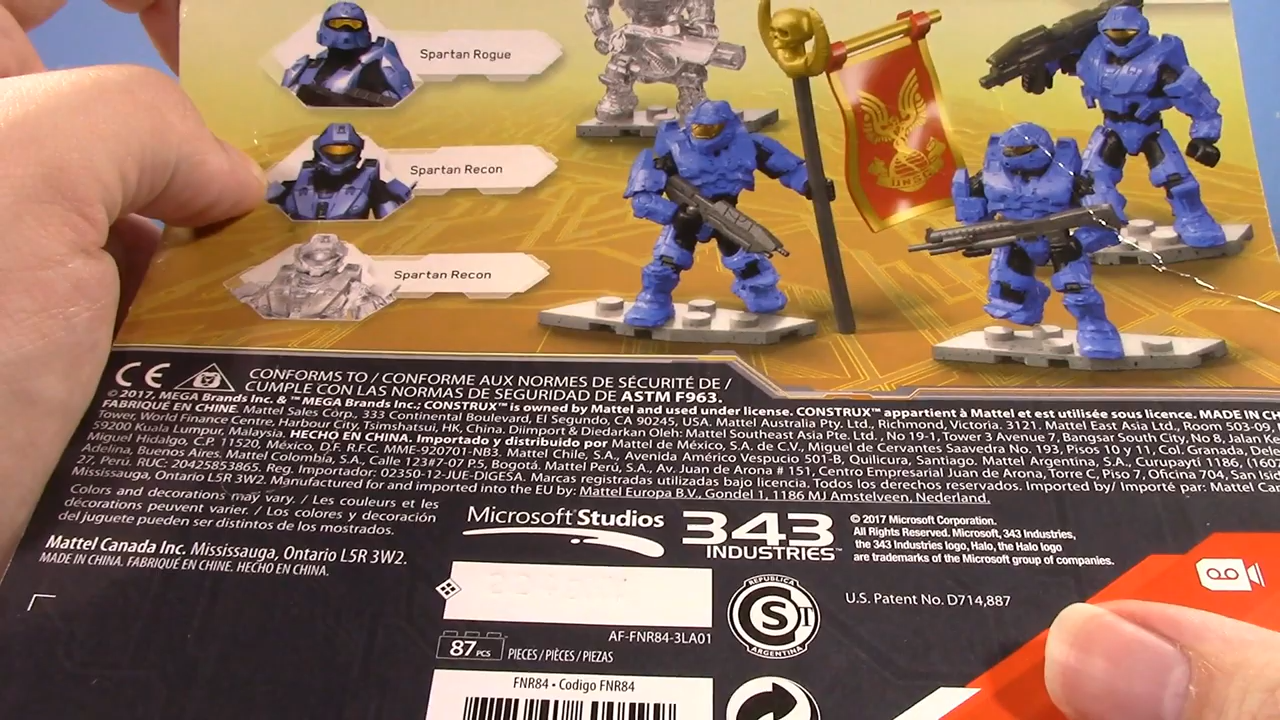 Spartan Rogue
Spartan Recon
Spartan Recon
UNSC
CE
CONFORMS TO / CONFORME AUX NORMES DE SÉCURITÉ DE /
CUMPLE CON LAS NORMAS DE SEGURIDAD DE ASTM F963.
© 2017, MEGA Brands Inc. & ™ MEGA Brands Inc.; CONSTRUX™ is owned by Mattel and used under license. CONSTRUX™ appartient à Mattel et est utilisée sous licence. MADE IN
FABRIQUÉ EN CHINE. Mattel Sales Corp., 333 Continental Boulevard, El Segundo, CA 90245, USA. Mattel Australia Pty. Ltd., Richmond, Victoria. 3121. Mattel East Asia Ltd., Room 503-09,
Tower, World Finance Centre, Harbour City, Tsimshatsui, HK, China. Diimport & Diedarkan Oleh: Mattel Southeast Asia Pte. Ltd., No 19-1, Tower 3 Avenue 7, Bangsar South City, No 8, Jalan
59200 Kuala Lumpur, Malaysia. HECHO EN CHINA. Importado y distribuido por Mattel de México, S.A. de C.V., Miguel de Cervantes Saavedra No. 193, Pisos 10 y 11, Col. Granada,
Miguel Hidalgo, C.P. 11520, México, D.F. R.F.C. MME-920701-NB3. Mattel Chile, S.A., Avenida Américo Vespucio 501-B, Quilicura, Santiago. Mattel Argentina, S.A., Curupayti 1186,
Adelina, Buenos Aires. Mattel Colombia, S.A., Calle 123#7-07 P.5, Bogotá. Mattel Perú, S.A., Av. Juan de Arona # 151, Centro Empresarial Juan de Arona, Torre C, Piso 7, Oficina 704, San
27, Perú. RUC: 20425853865. Reg. Importador: 02350-12-JUE-DIGESA. Marcas registradas utilizadas bajo licencia. Todos los derechos reservados. Imported by/ Importé par: Mattel
Mississauga, Ontario L5R 3W2. Manufactured for and imported into the EU by: Mattel Europa B.V., Gondel 1, 1186 MJ Amstelveen, Nederland.
Colors and decorations may vary. / Les couleurs et les
décorations peuvent varier. / Los colores y decoración
del juguete pueden ser distintos de los mostrados.
Mattel Canada Inc. Mississauga, Ontario L5R 3W2.
MADE IN CHINA. FABRIQUÉ EN CHINE. HECHO EN CHINA.
Microsoft Studios
343 INDUSTRIES™
© 2017 Microsoft Corporation.
All Rights Reserved. Microsoft, 343 Industries,
the 343 Industries logo, Halo, the Halo logo
are trademarks of the Microsoft group of companies.
U.S. Patent No. D714,887
REPUBLICA
ST
ARGENTINA
AF-FNR84-3LA01
87 PCS PIECES / PIÈCES / PIEZAS
FNR84 • Codigo FNR84